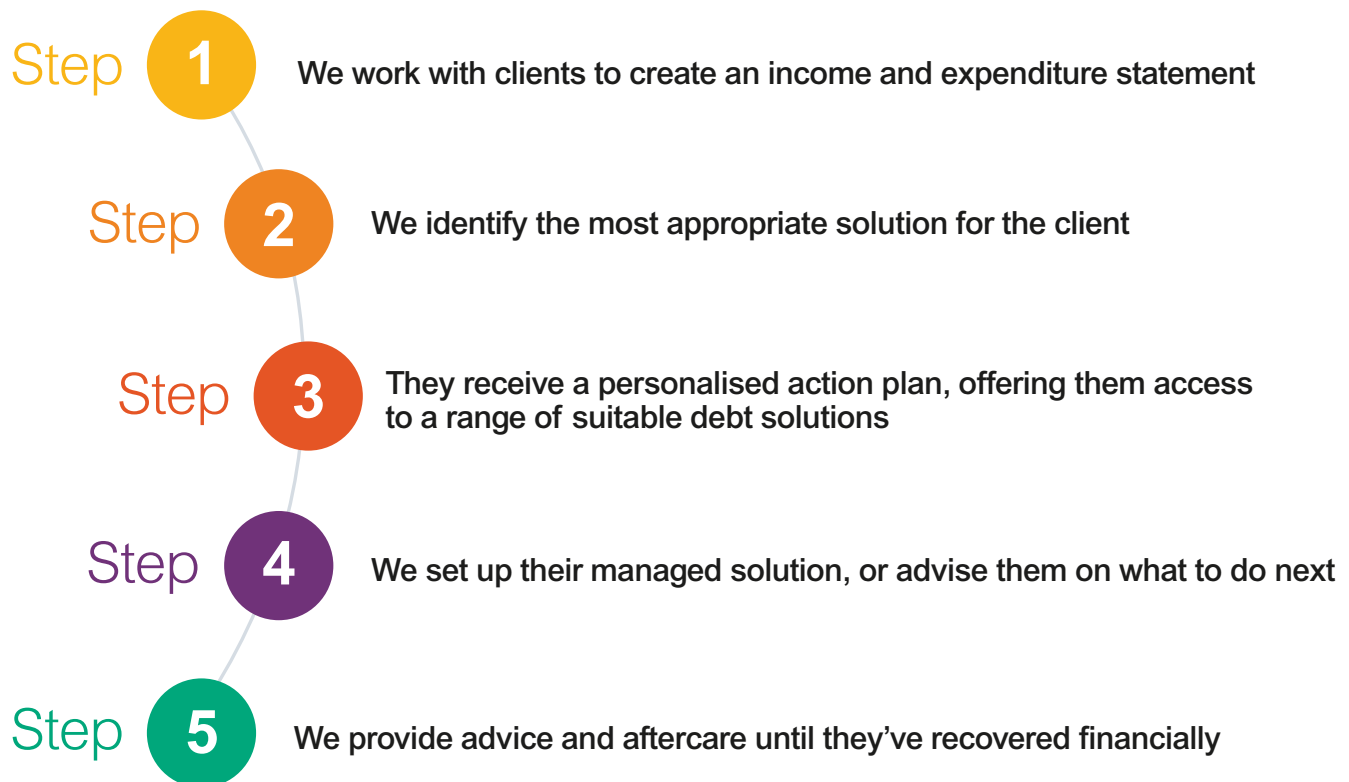 Step 1 We work with clients to create an income and expenditure statement
Step 2 We identify the most appropriate solution for the client
Step 3 They receive a personalised action plan, offering them access
to a range of suitable debt solutions
Step 4 We set up their managed solution, or advise them on what to do next
Step 5 We provide advice and aftercare until they’ve recovered financially